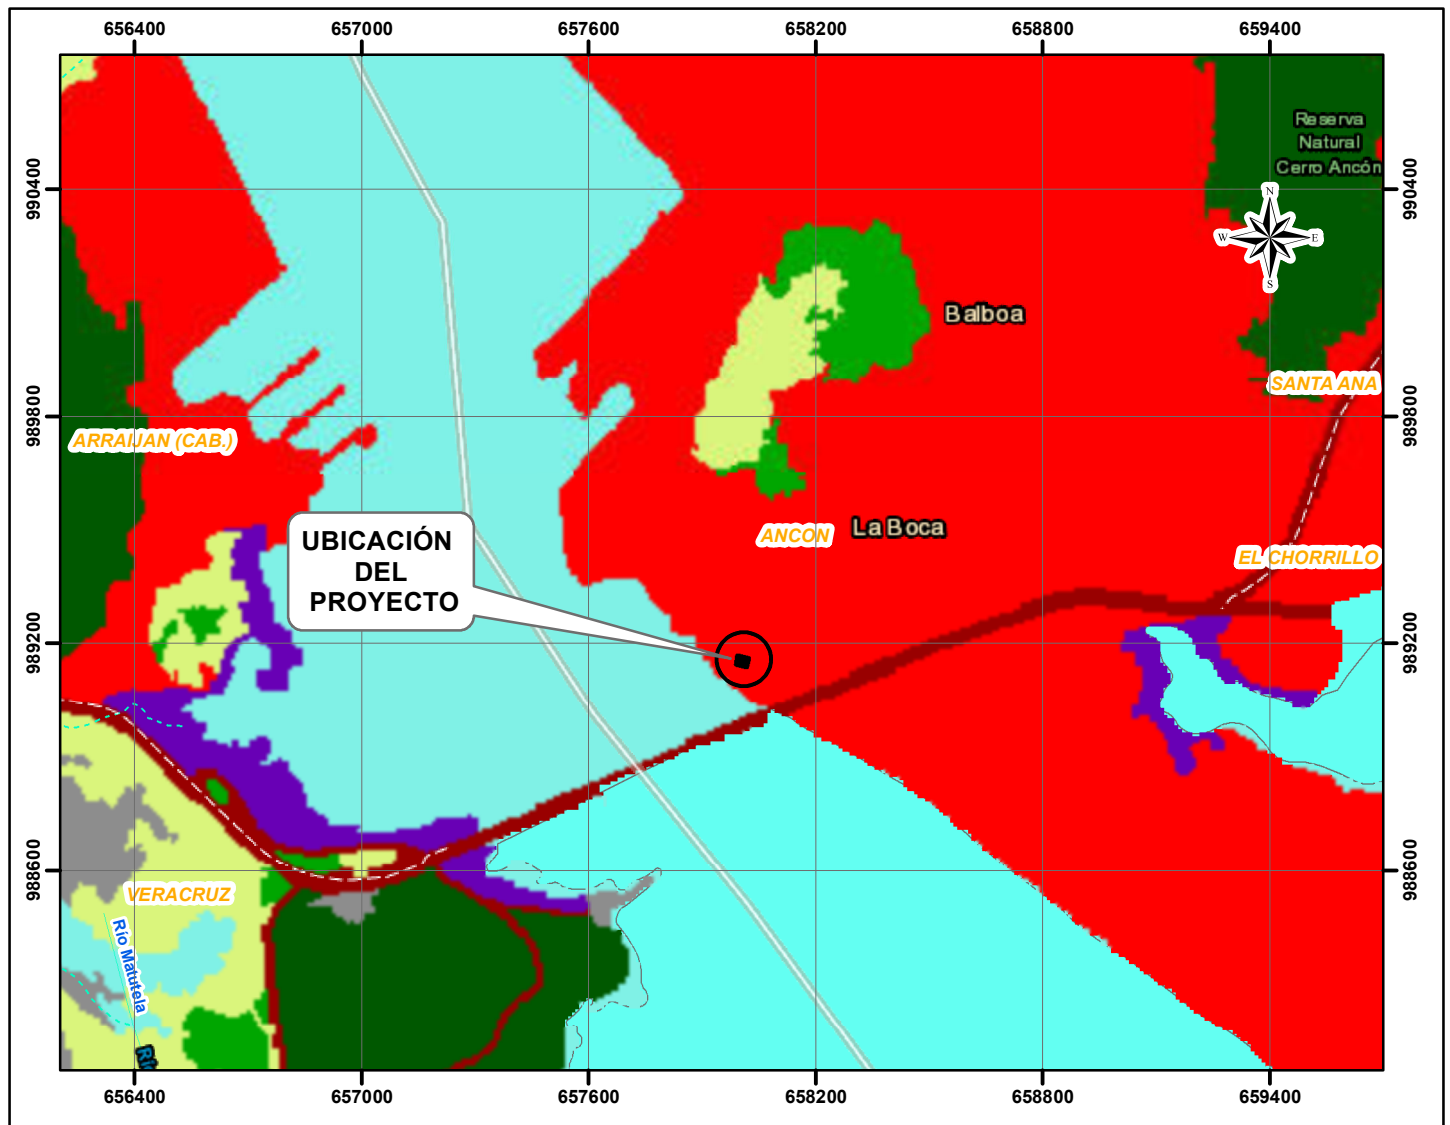 656400 657000 657600 658200 658800 659400
Reserva
Natural
Cerro Ancón
990400 990400
N
W E
S
Balboa
SANTA ANA
989800 989800
ARRAIJAN (CAB.)
La Boca
ANCON
EL CHORRILLO
UBICACIÓN
DEL
PROYECTO
989200 989200
988600 988600
VERACRUZ
Río Matutela
656400 657000 657600 658200 658800 659400